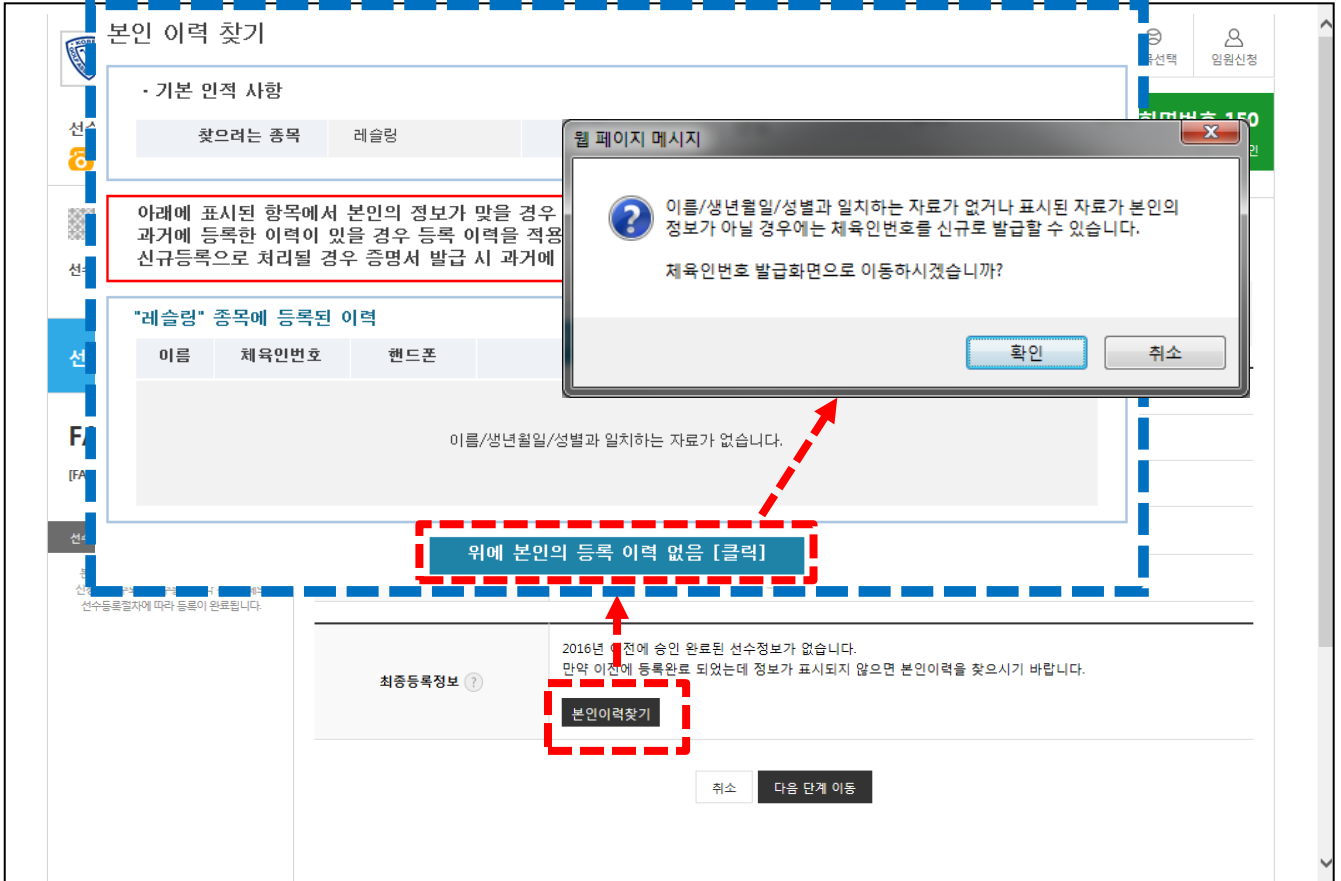 본인 이력 찾기
· 기본 인적 사항
찾으려는 종목 레슬링
아래에 표시된 항목에서 본인의 정보가 맞을 경우
과거에 등록한 이력이 있을 경우 등록 이력을 적용
신규등록으로 처리될 경우 증명서 발급 시 과거에
"레슬링" 종목에 등록된 이력
이름 체육인번호 핸드폰
이름/생년월일/성별과 일치하는 자료가 없습니다.
위에 본인의 등록 이력 없음 [클릭]
웹 페이지 메시지
이름/생년월일/성별과 일치하는 자료가 없거나 표시된 자료가 본인의
정보가 아닐 경우에는 체육인번호를 신규로 발급할 수 있습니다.
체육인번호 발급화면으로 이동하시겠습니까?
확인 취소
임원신청
150
선수등록절차에 따라 등록이 완료됩니다.
최종등록정보 ?
2016년 이전에 승인 완료된 선수정보가 없습니다.
만약 이전에 등록완료 되었는데 정보가 표시되지 않으면 본인이력을 찾으시기 바랍니다.
본인이력찾기
취소 다음 단계 이동